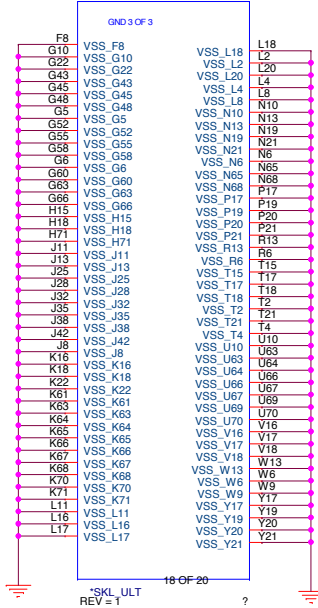 GND 3 OF 3
F8 VSS_F8 VSS_L18 L18
G10 VSS_G10 VSS_L2 L2
G22 VSS_G22 VSS_L20 L20
G43 VSS_G43 VSS_L4 L4
G45 VSS_G45 VSS_L8 L8
G48 VSS_G48 VSS_N10 N10
G5 VSS_G5 VSS_N13 N13
G52 VSS_G52 VSS_N19 N19
G55 VSS_G55 VSS_N21 N21
G58 VSS_G58 VSS_N6 N6
G6 VSS_G6 VSS_N65 N65
G60 VSS_G60 VSS_N68 N68
G63 VSS_G63 VSS_P17 P17
G66 VSS_G66 VSS_P19 P19
H15 VSS_H15 VSS_P20 P20
H18 VSS_H18 VSS_P21 P21
H71 VSS_H71 VSS_R13 R13
J11 VSS_J11 VSS_R6 R6
J13 VSS_J13 VSS_T15 T15
J25 VSS_J25 VSS_T17 T17
J28 VSS_J28 VSS_T18 T18
J32 VSS_J32 VSS_T2 T2
J35 VSS_J35 VSS_T21 T21
J38 VSS_J38 VSS_T4 T4
J42 VSS_J42 VSS_U10 U10
J8 VSS_J8 VSS_U63 U63
K16 VSS_K16 VSS_U64 U64
K18 VSS_K18 VSS_U66 U66
K22 VSS_K22 VSS_U67 U67
K61 VSS_K61 VSS_U69 U69
K63 VSS_K63 VSS_U70 U70
K64 VSS_K64 VSS_V16 V16
K65 VSS_K65 VSS_V17 V17
K66 VSS_K66 VSS_V18 V18
K67 VSS_K67 VSS_W13 W13
K68 VSS_K68 VSS_W6 W6
K70 VSS_K70 VSS_W9 W9
K71 VSS_K71 VSS_Y17 Y17
L11 VSS_L11 VSS_Y19 Y19
L16 VSS_L16 VSS_Y20 Y20
L17 VSS_L17 VSS_Y21 Y21
18 OF 20
*SKL_ULT
REV = 1 ?